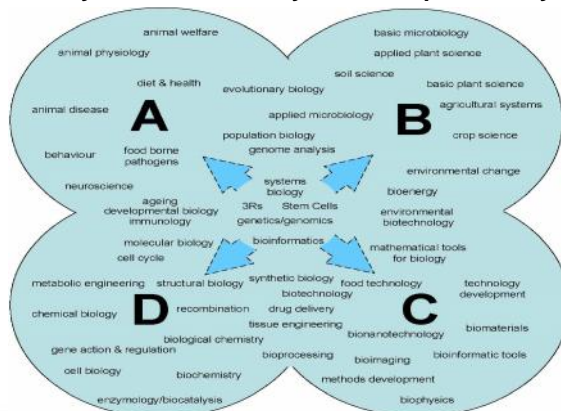 animal welfare
basic microbiology
animal physiology
applied plant science
soil science
diet & health
basic plant science
evolutionary biology
animal disease
A
applied microbiology
B
agricultural systems
population biology
crop science
behaviour
food borne
pathogens
genome analysis
environmental change
neuroscience
systems
biology
bioenergy
ageing
developmental biology
immunology
3Rs
Stem Cells
genetics/genomics
environmental
biotechnology
molecular biology
bioinformatics
mathematical tools
for biology
cell cycle
metabolic engineering
structural biology
synthetic biology
food technology
technology
development
biotechnology
chemical biology
D
recombination
drug delivery
C
tissue engineering
bionanotechnology
biomaterials
biological chemistry
gene action & regulation
bioprocessing
bioimaging
bioinformatic tools
cell biology
biochemistry
methods development
enzymology/biocatalysis
biophysics